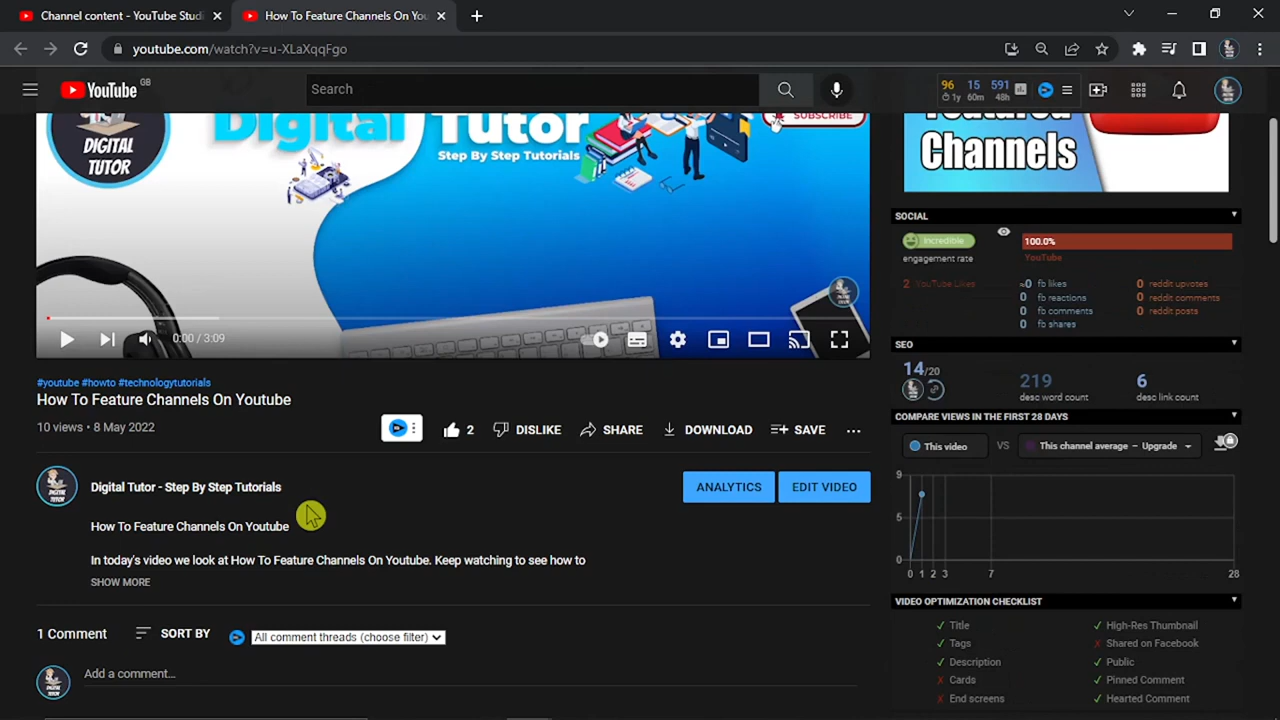 Channel content - YouTube Studi
How To Feature Channels On You
youtube.com/watch?v=u-XLaXqqFgo
YouTube GB
Search
96 15 591
1y 60m 48h
DIGITAL
TUTOR
Digital Tutor
Step By Step Tutorials
SUBSCRIBE
Featured
Channels
0:00 / 3:09
#youtube #howto #technologytutorials
How To Feature Channels On Youtube
10 views • 8 May 2022
2
DISLIKE
SHARE
DOWNLOAD
SAVE
Digital Tutor - Step By Step Tutorials
ANALYTICS
EDIT VIDEO
How To Feature Channels On Youtube
In today's video we look at How To Feature Channels On Youtube. Keep watching to see how to
SHOW MORE
1 Comment
SORT BY
All comment threads (choose filter)
Add a comment...
SOCIAL
incredible
engagement rate
100.0%
YouTube
2 YouTube Likes
≈0 fb likes
0 fb reactions
0 fb comments
0 fb shares
0 reddit upvotes
0 reddit comments
0 reddit posts
SEO
14/20
219
desc word count
6
desc link count
COMPARE VIEWS IN THE FIRST 28 DAYS
This video
VS
This channel average – Upgrade
9
5
0
0 1 2 3 7 28
VIDEO OPTIMIZATION CHECKLIST
✓ Title
✓ Tags
✓ Description
✗ Cards
✗ End screens
✓ High-Res Thumbnail
✗ Shared on Facebook
✓ Public
✓ Pinned Comment
✓ Hearted Comment